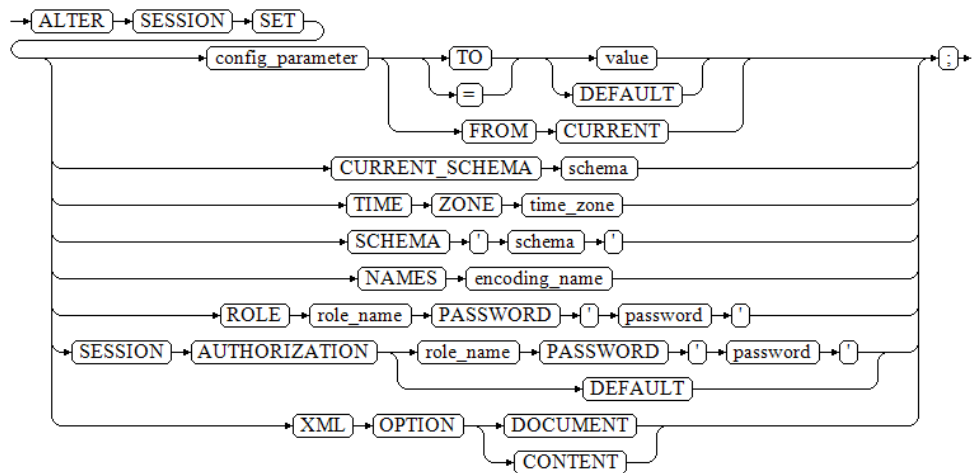 ALTER SESSION SET
config_parameter TO value ;
= DEFAULT
FROM CURRENT
CURRENT_SCHEMA schema
TIME ZONE time_zone
SCHEMA ' schema '
NAMES encoding_name
ROLE role_name PASSWORD ' password '
SESSION AUTHORIZATION role_name PASSWORD ' password '
DEFAULT
XML OPTION DOCUMENT
CONTENT